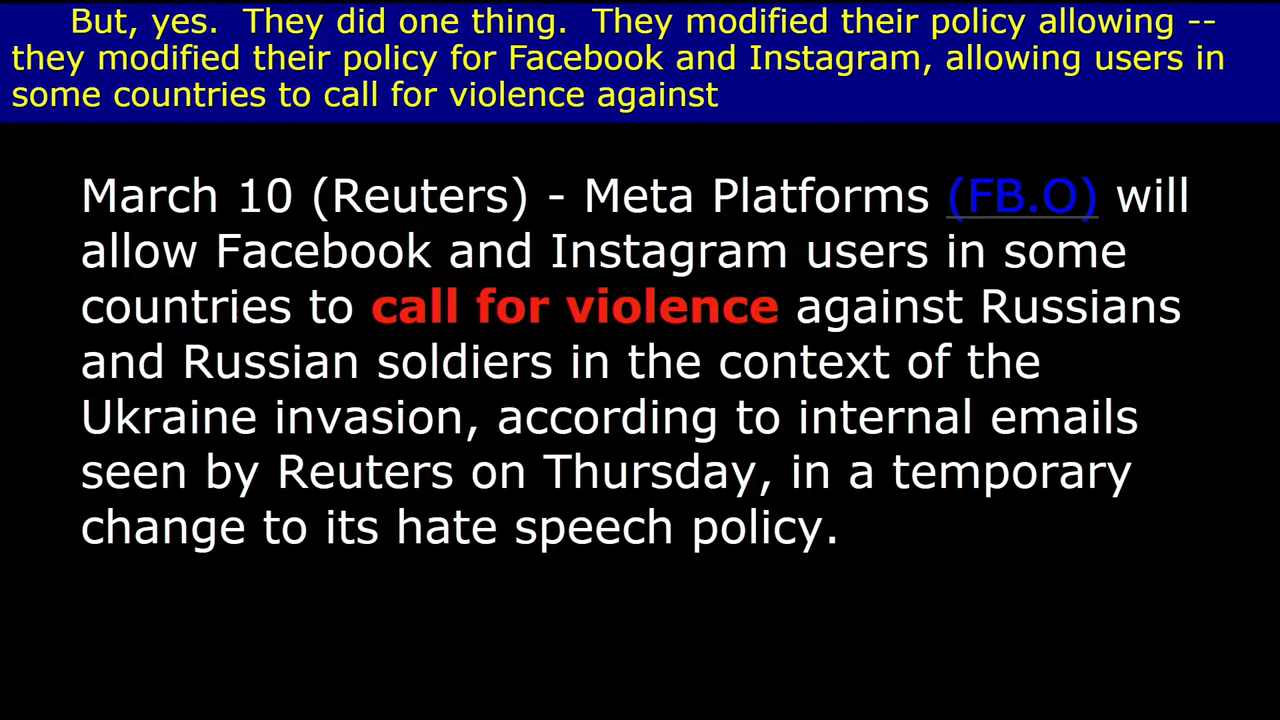 But, yes.  They did one thing.  They modified their policy allowing --
they modified their policy for Facebook and Instagram, allowing users in
some countries to call for violence against
March 10 (Reuters) - Meta Platforms (FB.O) will
allow Facebook and Instagram users in some
countries to call for violence against Russians
and Russian soldiers in the context of the
Ukraine invasion, according to internal emails
seen by Reuters on Thursday, in a temporary
change to its hate speech policy.